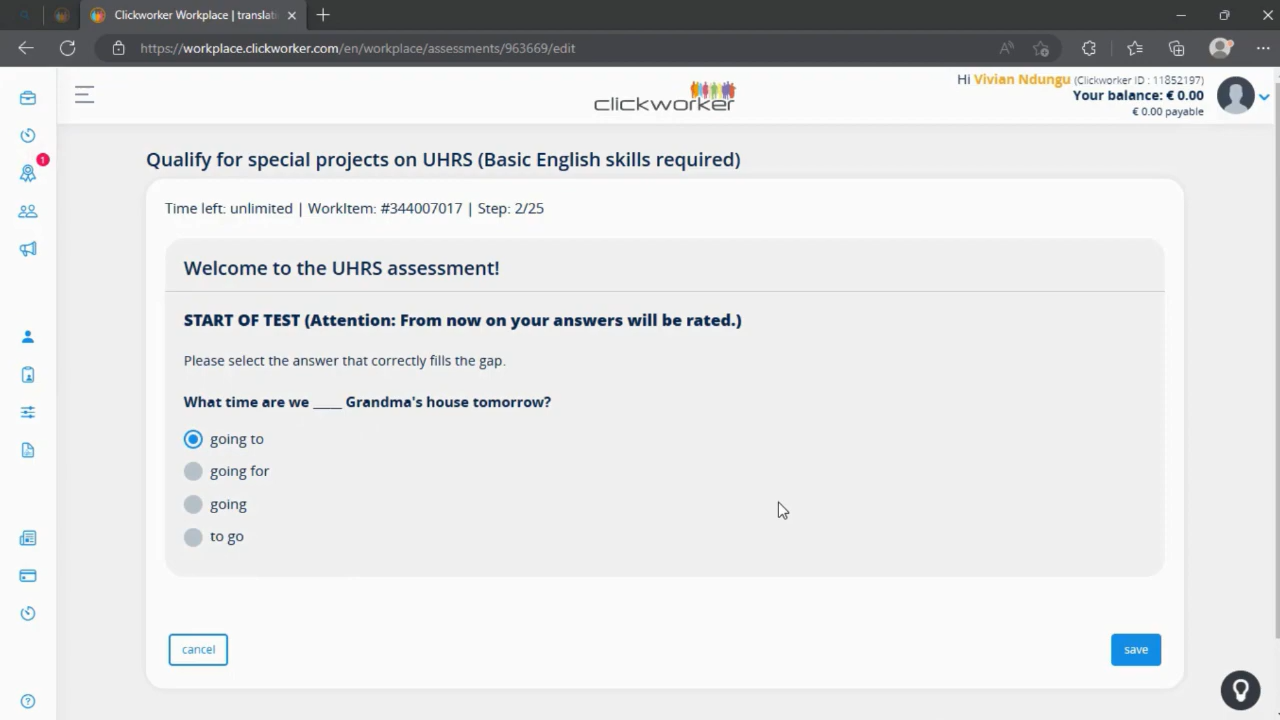 Clickworker Workplace | translat
https://workplace.clickworker.com/en/workplace/assessments/963669/edit
clickworker
Hi Vivian Ndungu (Clickworker ID : 11852197)
Your balance: € 0.00
€ 0.00 payable
1
Qualify for special projects on UHRS (Basic English skills required)
Time left: unlimited | WorkItem: #344007017 | Step: 2/25
Welcome to the UHRS assessment!
START OF TEST (Attention: From now on your answers will be rated.)
Please select the answer that correctly fills the gap.
What time are we _____ Grandma's house tomorrow?
going to
going for
going
to go
cancel
save